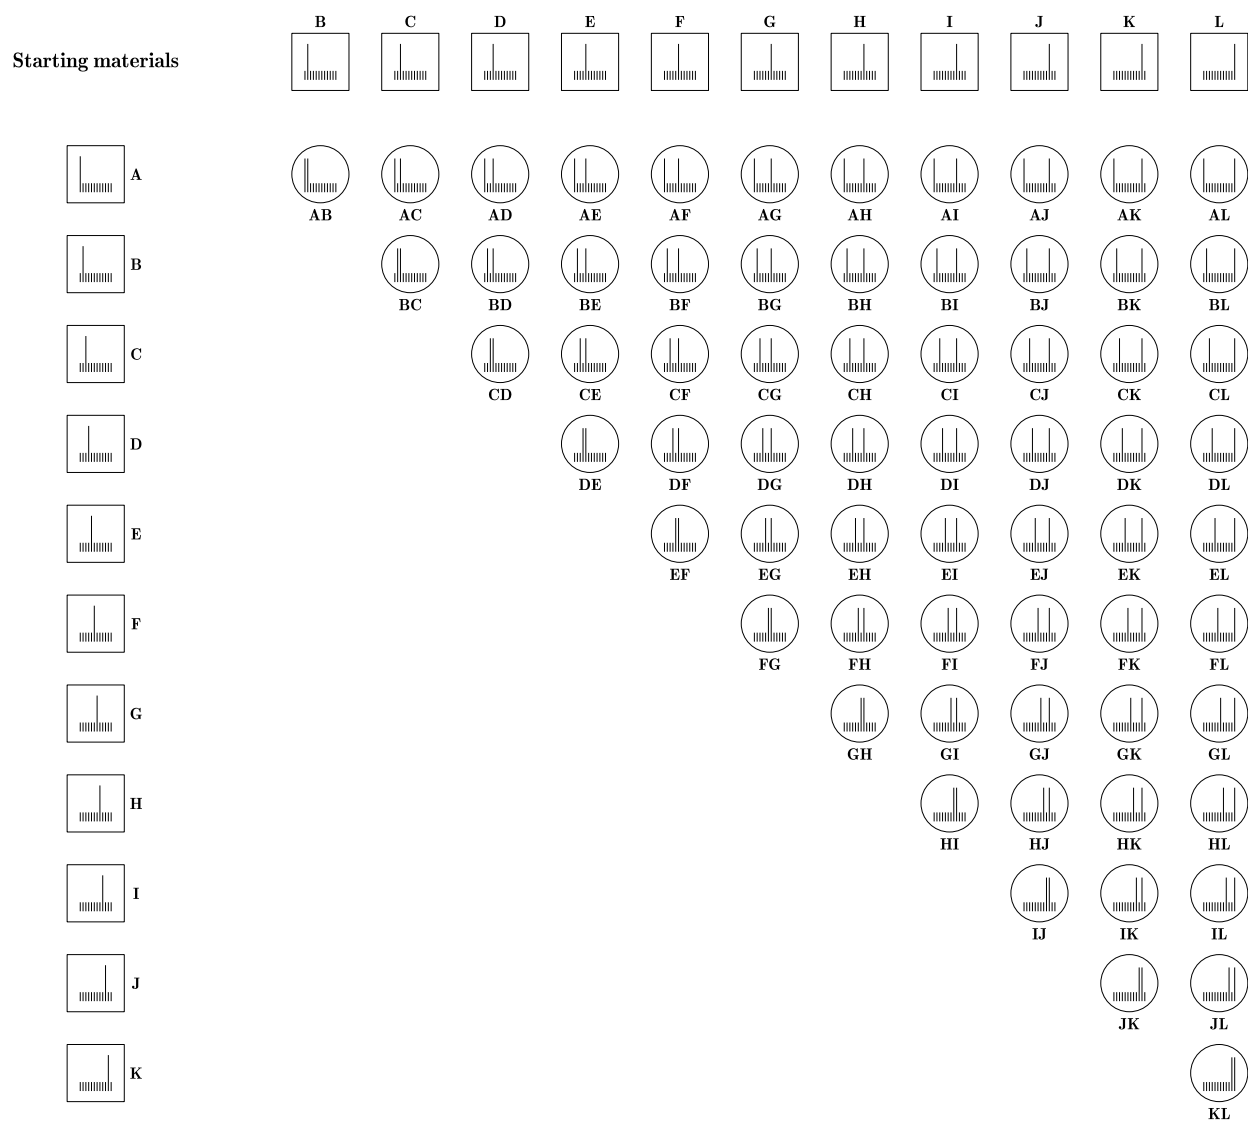 B C D E F G H I J K L
Starting materials
A
AB AC AD AE AF AG AH AI AJ AK AL
B
BC BD BE BF BG BH BI BJ BK BL
C
CD CE CF CG CH CI CJ CK CL
D
DE DF DG DH DI DJ DK DL
E
EF EG EH EI EJ EK EL
F
FG FH FI FJ FK FL
G
GH GI GJ GK GL
H
HI HJ HK HL
I
IJ IK IL
J
JK JL
K
KL